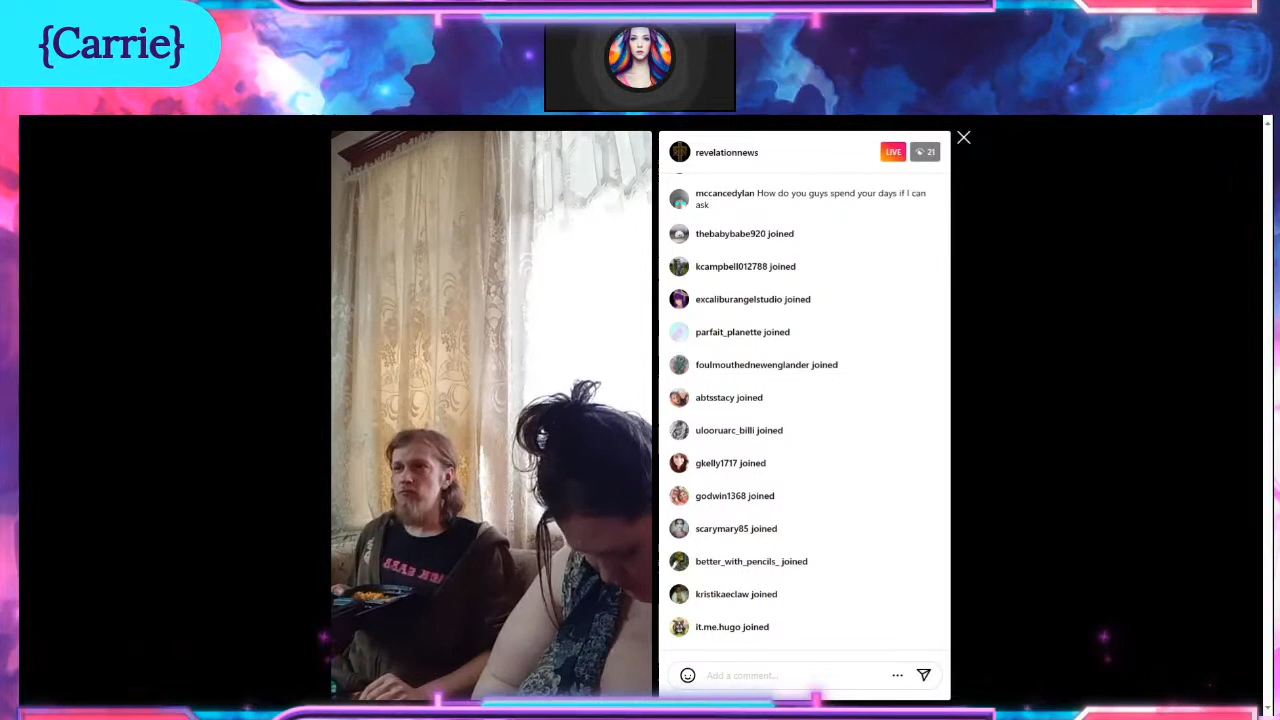 {Carrie}
revelationnews
LIVE
21
mccancedylan How do you guys spend your days if I can
ask
thebabybabe920 joined
kcampbell012788 joined
excaliburangelstudio joined
parfait_planette joined
foulmouthednewenglander joined
abtsstacy joined
ulooruarc_billi joined
gkelly1717 joined
godwin1368 joined
scarymary85 joined
better_with_pencils_ joined
kristikaeclaw joined
it.me.hugo joined
Add a comment...